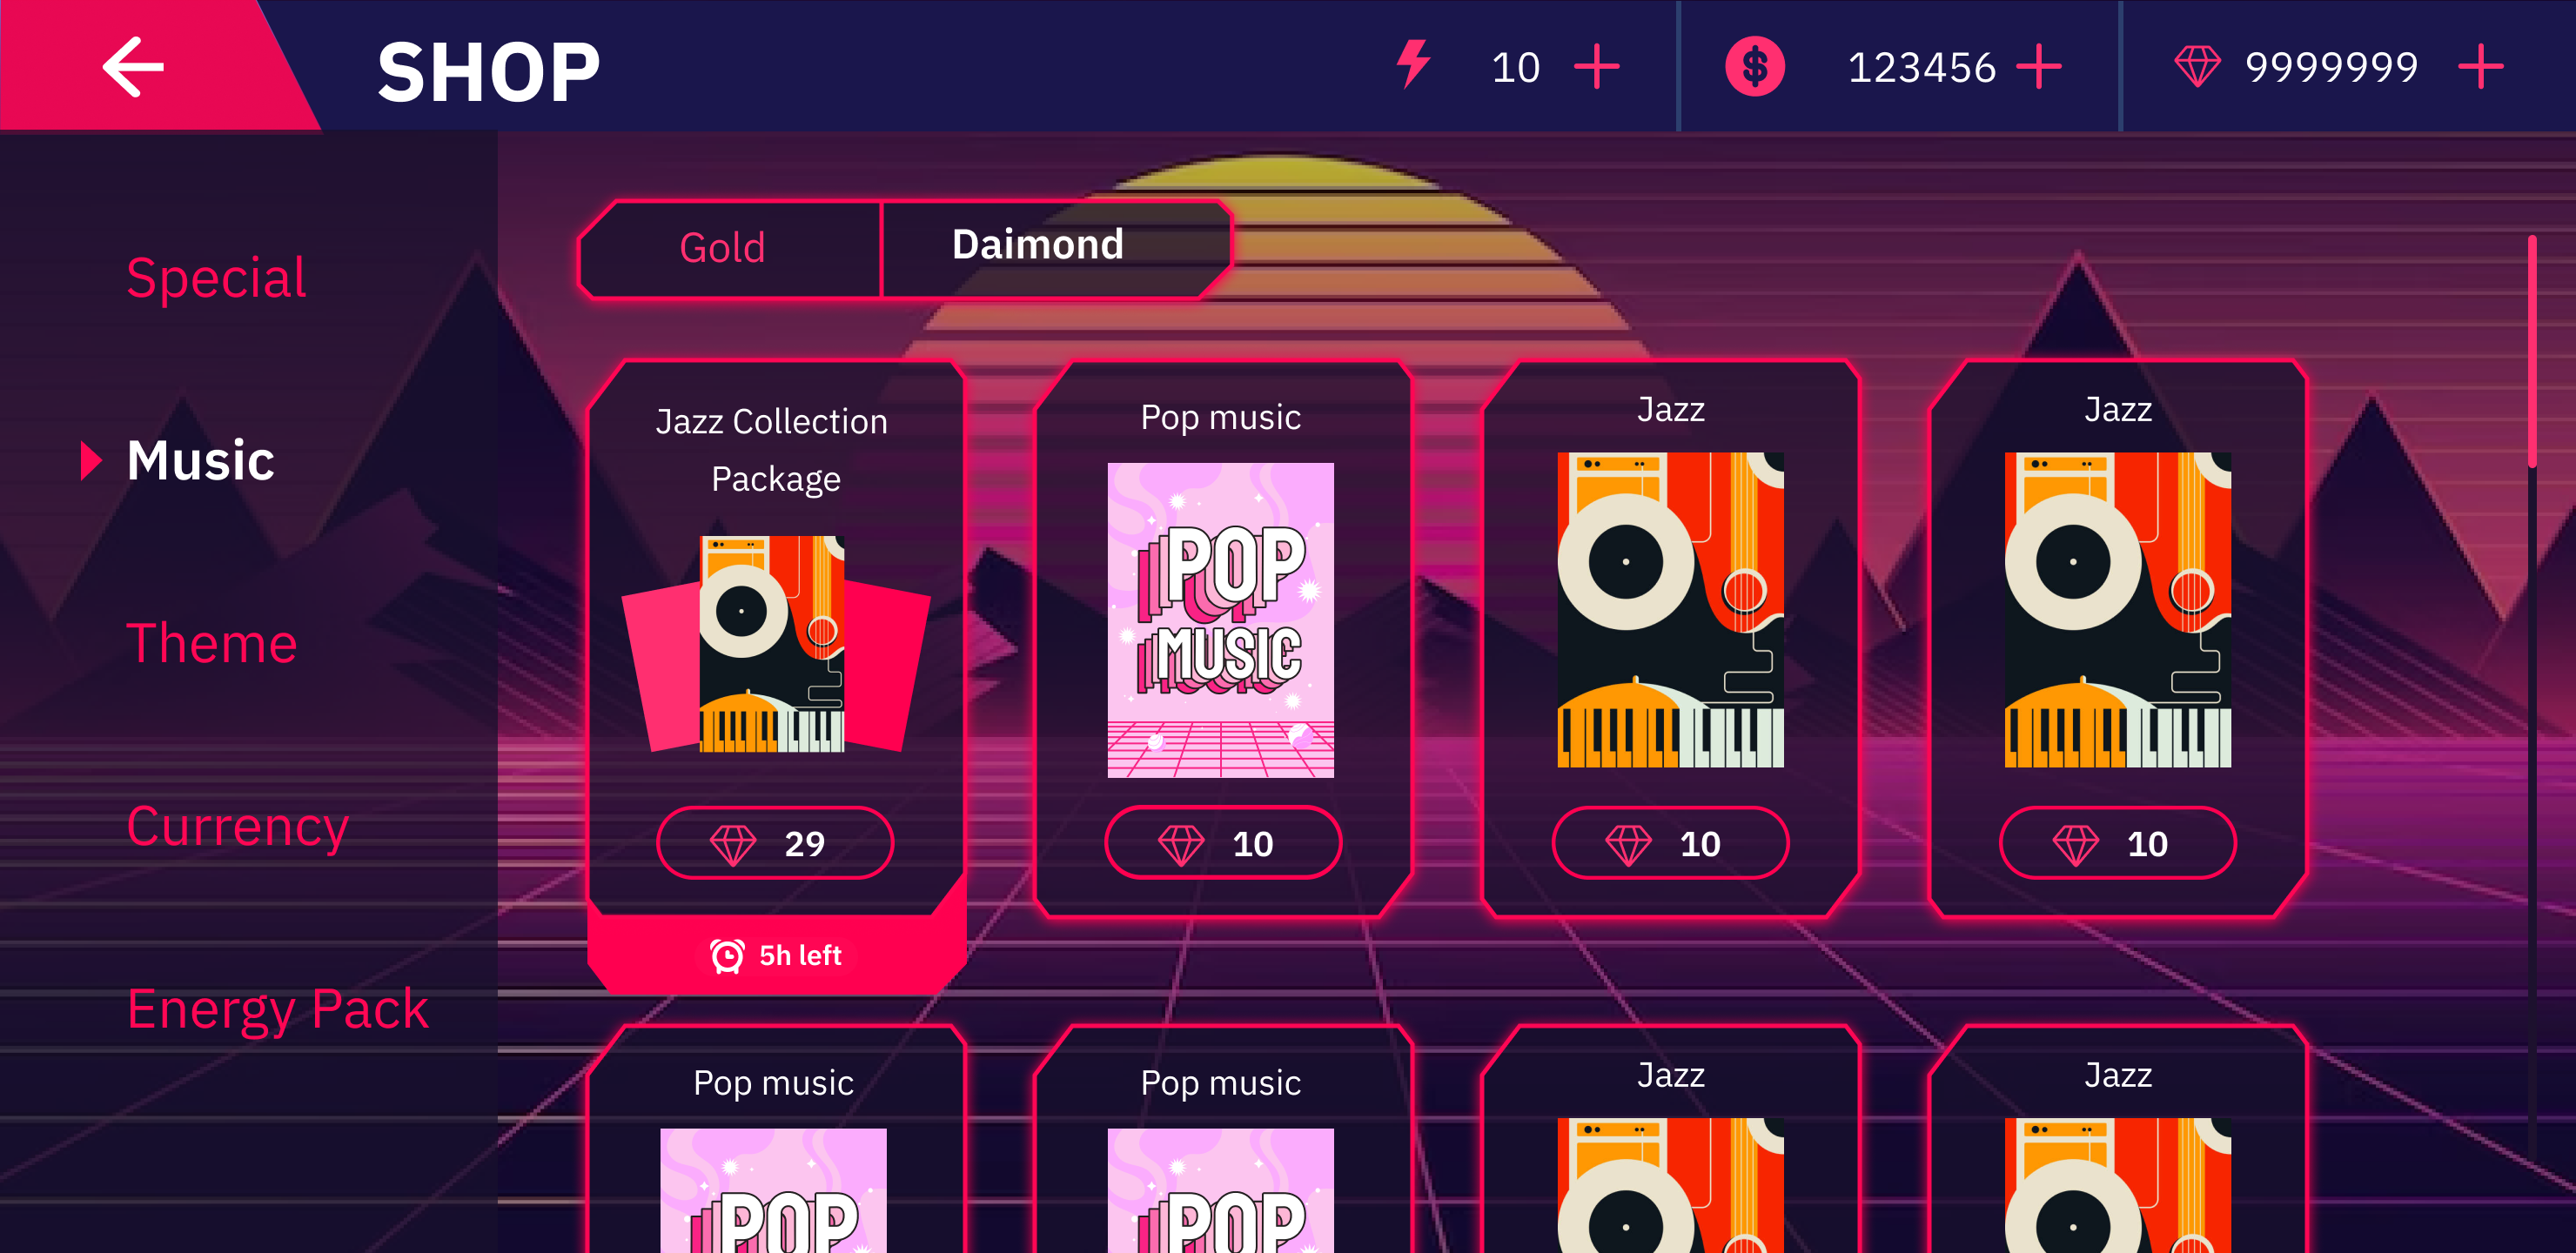 SHOP
10
123456
9999999
Special
Music
Theme
Currency
Energy Pack
Gold
Daimond
Jazz Collection
Package
29
5h left
Pop music
POP
MUSIC
10
Jazz
10
Jazz
10
Pop music
POP
Pop music
POP
Jazz
Jazz